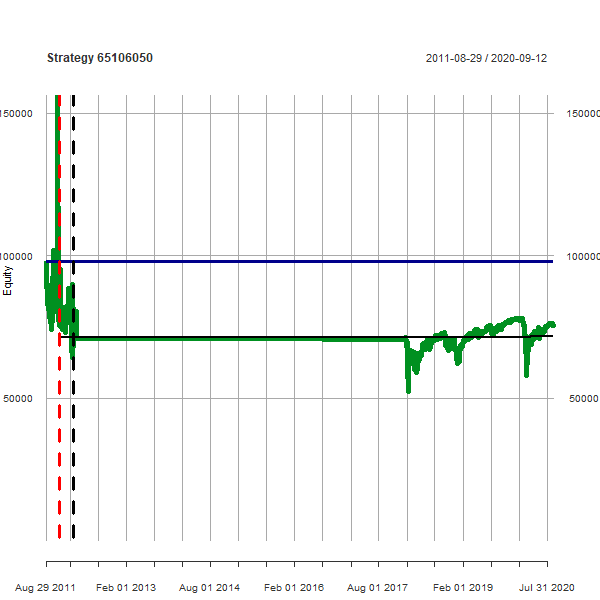 Strategy 65106050 2011-08-29 / 2020-09-12
150000 150000
100000 100000
Equity
50000 50000
Aug 29 2011 Feb 01 2013 Aug 01 2014 Feb 01 2016 Aug 01 2017 Feb 01 2019 Jul 31 2020